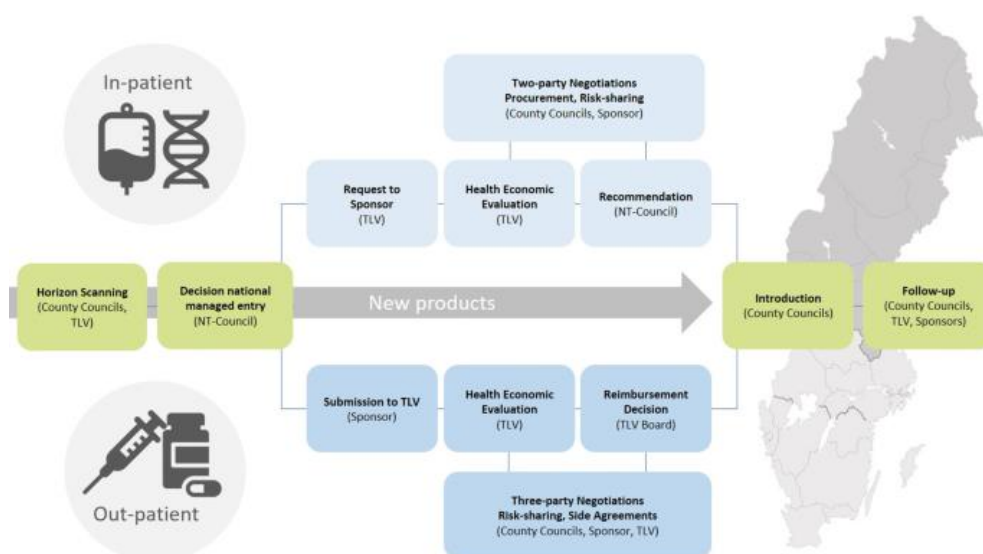 In-patient
Two-party Negotiations
Procurement, Risk-sharing
(County Councils, Sponsor)
Request to
Sponsor
(TLV)
Health Economic
Evaluation
(TLV)
Recommendation
(NT-Council)
Horizon Scanning
(County Councils,
TLV)
Decision national
managed entry
(NT-Council)
New products
Introduction
(County Councils)
Follow-up
(County Councils,
TLV, Sponsors)
Submission to TLV
(Sponsor)
Health Economic
Evaluation
(TLV)
Reimbursement
Decision
(TLV Board)
Out-patient
Three-party Negotiations
Risk-sharing, Side Agreements
(County Councils, Sponsor, TLV)